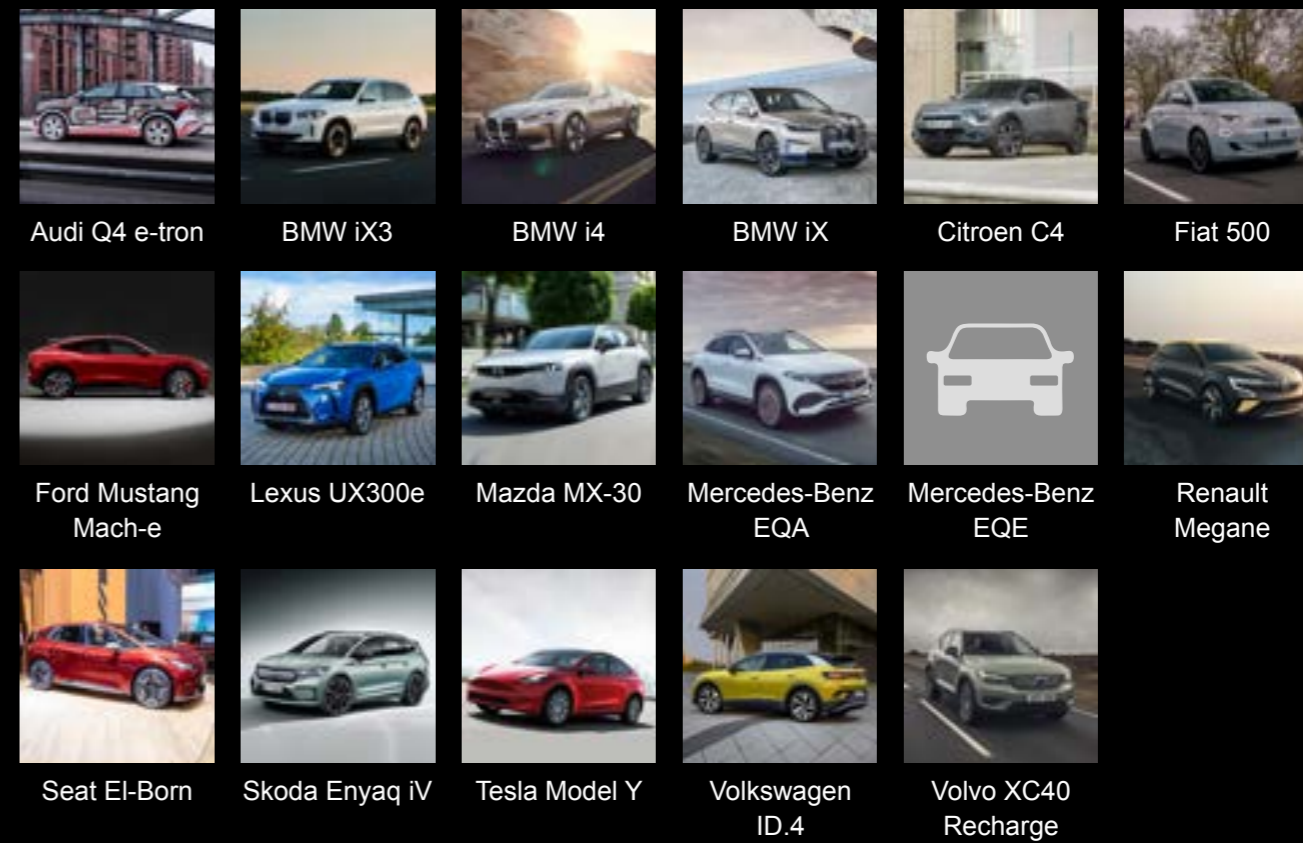 Audi Q4 e-tron
BMW iX3
BMW i4
BMW iX
Citroen C4
Fiat 500
Ford Mustang
Mach-e
Lexus UX300e
Mazda MX-30
Mercedes-Benz
EQA
Mercedes-Benz
EQE
Renault
Megane
Seat El-Born
Skoda Enyaq iV
Tesla Model Y
Volkswagen
ID.4
Volvo XC40
Recharge